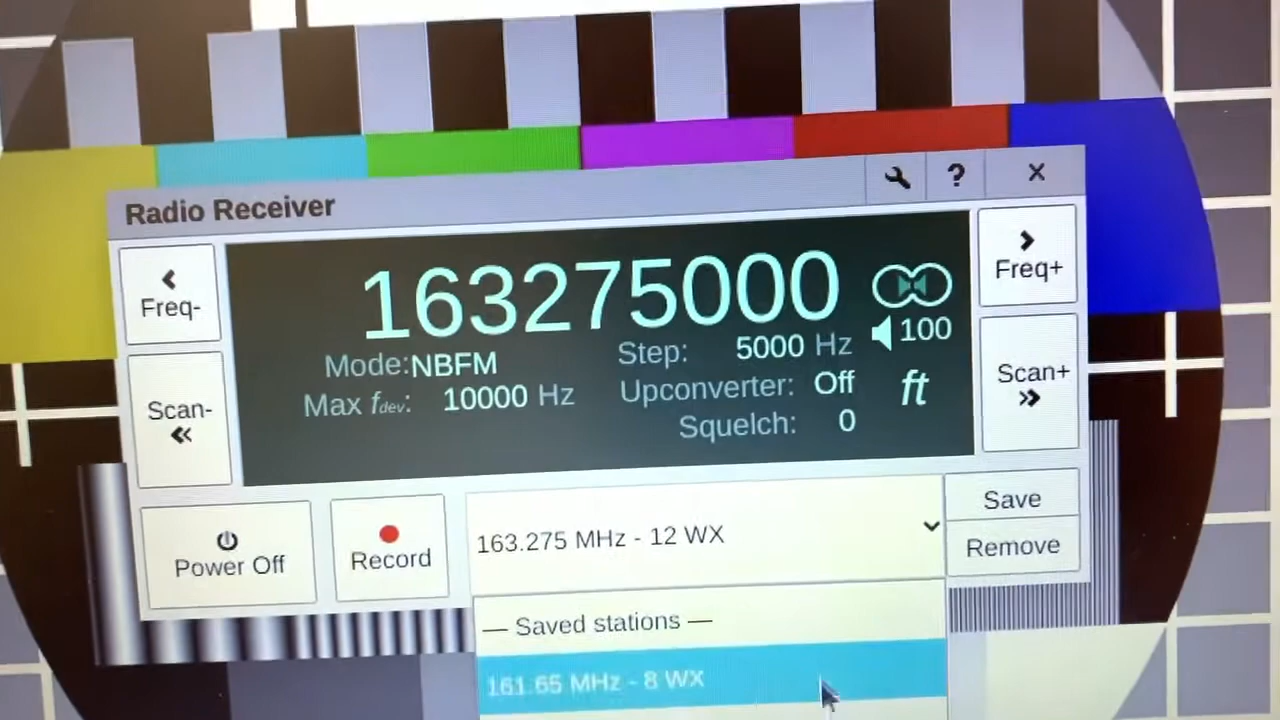 Radio Receiver
?
X
Freq-
163275000
Freq+
100
Mode:NBFM
Step: 5000 Hz
Max fdev: 10000 Hz
Upconverter: Off
ft
Squelch: 0
Scan-
Scan+
Power Off
Record
163.275 MHz - 12 WX
Save
Remove
— Saved stations —
161.65 MHz - 8 WX